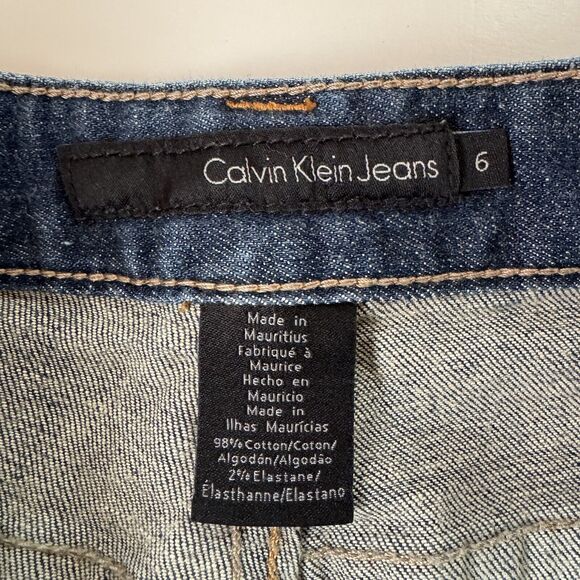 Calvin Klein Jeans 6
Made in
Mauritius
Fabriqué à
Maurice
Hecho en
Mauricio
Made in
Ilhas Maurícias
98% Cotton/Coton/
Algodón/Algodão
2% Elastane/
Élasthanne/Elastano